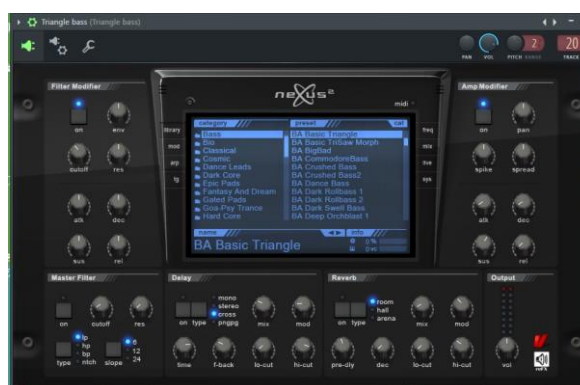 Triangle bass (Triangle bass)
PAN VOL PITCH RANGE 2 20 TRACK
Filter Modifier
on env
cutoff res
atk dec
sus rel
nexus²
midi
library
mod
arp
tg
category
Bass
Bio
Classical
Cosmic
Dance Leads
Dark Core
Epic Pads
Fantasy And Dream
Gated Pads
Goa-Psy Trance
Hard Core
preset cat
BA Basic Triangle
BA Basic TriSaw Morph
BA BigBad
BA CommodoreBass
BA Crushed Bass
BA Crushed Bass2
BA Dance Bass
BA Dark Rollbass 1
BA Dark Rollbass 2
BA Dark Swell Bass
BA Deep Orchblast 1
name info
BA Basic Triangle
0 %
freq
mix
live
sys
Amp Modifier
on pan
spike spread
atk dec
sus rel
Master Filter
on cutoff res
type lp
hp
bp
ntch
slope 6
12
24
Delay
on type mono
stereo
cross
pngpg
mix mod
time f-back lo-cut hi-cut
Reverb
on type room
hall
arena
mix mod
pre-dly dec lo-cut hi-cut
Output
vol
reFX